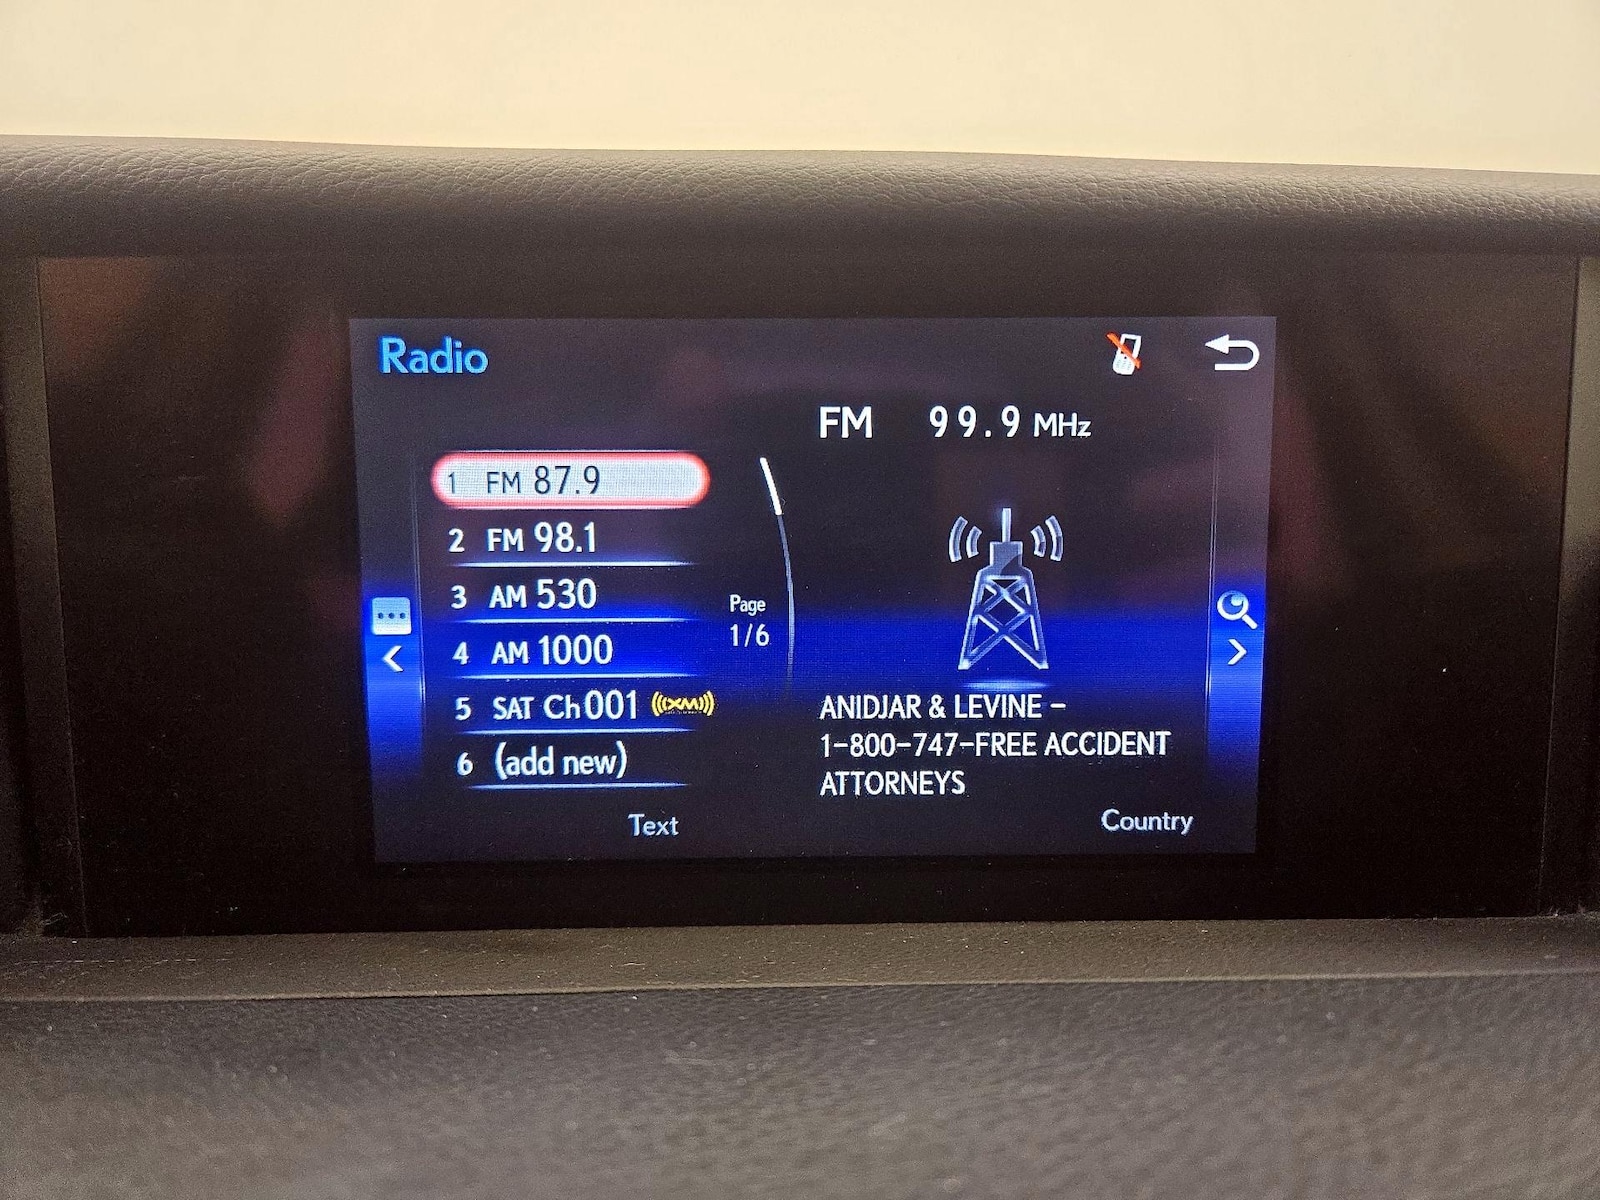 Radio
FM 99.9 MHz
1 FM 87.9
2 FM 98.1
3 AM 530
4 AM 1000
5 SAT Ch001 ((XM))
6 (add new)
Page
1/6
ANIDJAR & LEVINE -
1-800-747-FREE ACCIDENT
ATTORNEYS
Text
Country